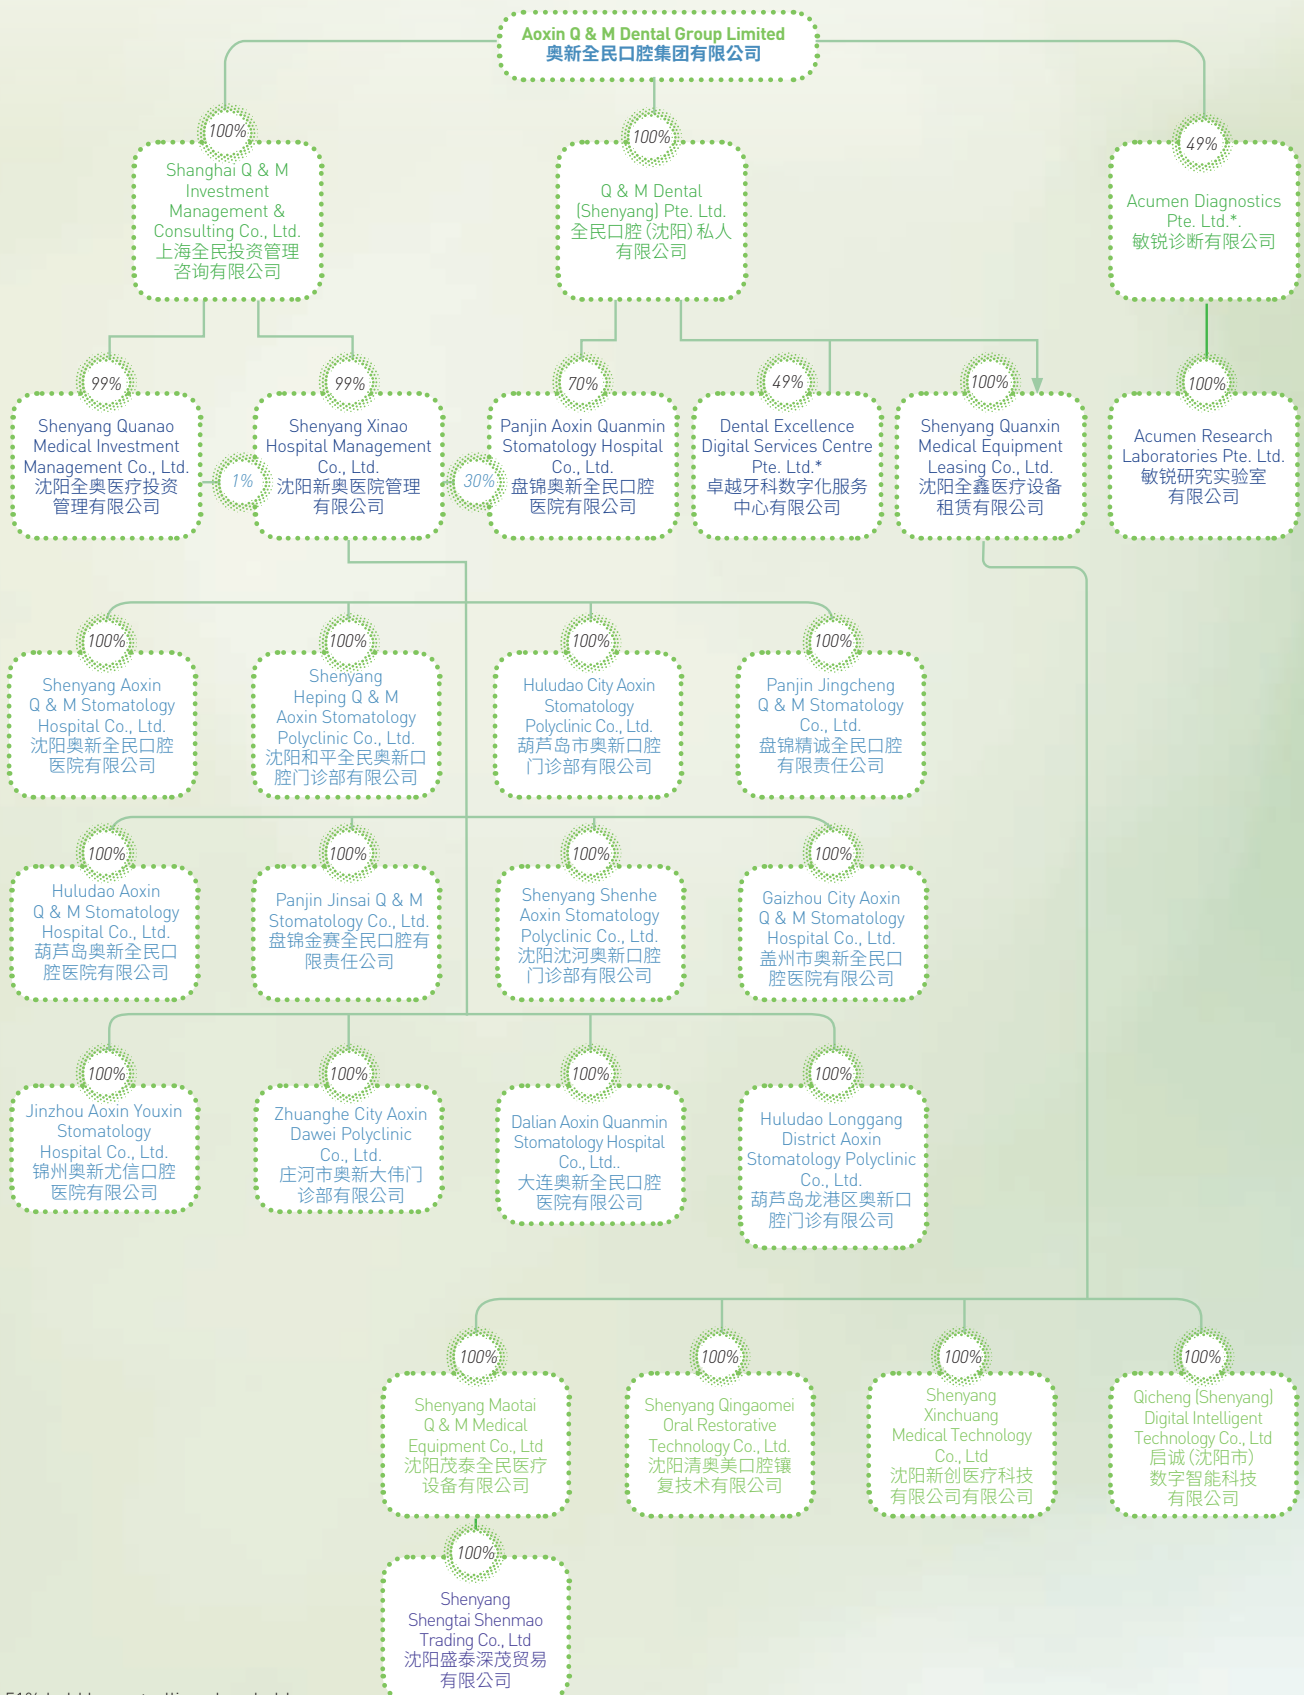 Aoxin Q & M Dental Group Limited
奥新全民口腔集团有限公司
100%
Shanghai Q & M
Investment
Management &
Consulting Co., Ltd.
上海全民投资管理
咨询有限公司
100%
Q & M Dental
(Shenyang) Pte. Ltd.
全民口腔(沈阳)私人
有限公司
49%
Acumen Diagnostics
Pte. Ltd.*.
敏锐诊断有限公司
99%
Shenyang Quanao
Medical Investment
Management Co., Ltd.
沈阳全奥医疗投资
管理有限公司
1%
99%
Shenyang Xinao
Hospital Management
Co., Ltd.
沈阳新奥医院管理
有限公司
30%
70%
Panjin Aoxin Quanmin
Stomatology Hospital
Co., Ltd.
盘锦奥新全民口腔
医院有限公司
49%
Dental Excellence
Digital Services Centre
Pte. Ltd.*
卓越牙科数字化服务
中心有限公司
100%
Shenyang Quanxin
Medical Equipment
Leasing Co., Ltd.
沈阳全鑫医疗设备
租赁有限公司
100%
Acumen Research
Laboratories Pte. Ltd.
敏锐研究实验室
有限公司
100%
Shenyang Aoxin
Q & M Stomatology
Hospital Co., Ltd.
沈阳奥新全民口腔
医院有限公司
100%
Shenyang
Heping Q & M
Aoxin Stomatology
Polyclinic Co., Ltd.
沈阳和平全民奥新口
腔门诊部有限公司
100%
Huludao City Aoxin
Stomatology
Polyclinic Co., Ltd.
葫芦岛市奥新口腔
门诊部有限公司
100%
Panjin Jingcheng
Q & M Stomatology
Co., Ltd.
盘锦精诚全民口腔
有限责任公司
100%
Huludao Aoxin
Q & M Stomatology
Hospital Co., Ltd.
葫芦岛奥新全民口
腔医院有限公司
100%
Panjin Jinsai Q & M
Stomatology Co., Ltd.
盘锦金赛全民口腔有
限责任公司
100%
Shenyang Shenhe
Aoxin Stomatology
Polyclinic Co., Ltd.
沈阳沈河奥新口腔
门诊部有限公司
100%
Gaizhou City Aoxin
Q & M Stomatology
Hospital Co., Ltd.
盖州市奥新全民口
腔医院有限公司
100%
Jinzhou Aoxin Youxin
Stomatology
Hospital Co., Ltd.
锦州奥新尤信口腔
医院有限公司
100%
Zhuanghe City Aoxin
Dawei Polyclinic
Co., Ltd.
庄河市奥新大伟门
诊部有限公司
100%
Dalian Aoxin Quanmin
Stomatology Hospital
Co., Ltd..
大连奥新全民口腔
医院有限公司
100%
Huludao Longgang
District Aoxin
Stomatology Polyclinic
Co., Ltd.
葫芦岛龙港区奥新口
腔门诊有限公司
100%
Shenyang Maotai
Q & M Medical
Equipment Co., Ltd
沈阳茂泰全民医疗
设备有限公司
100%
Shenyang Qingaomei
Oral Restorative
Technology Co., Ltd.
沈阳清奥美口腔镶
复技术有限公司
100%
Shenyang
Xinchuang
Medical Technology
Co., Ltd
沈阳新创医疗科技
有限公司有限公司
100%
Qicheng (Shenyang)
Digital Intelligent
Technology Co., Ltd
启诚(沈阳市)
数字智能科技
有限公司
100%
Shenyang
Shengtai Shenmao
Trading Co., Ltd
沈阳盛泰深茂贸易
有限公司